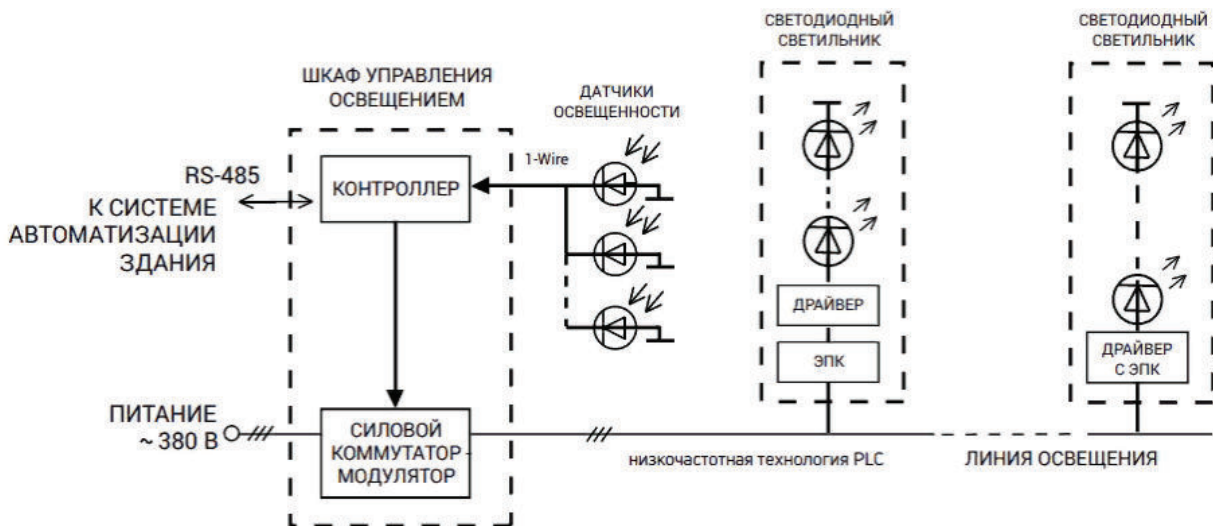 СВЕТОДИОДНЫЙ
СВЕТИЛЬНИК
СВЕТОДИОДНЫЙ
СВЕТИЛЬНИК
ШКАФ УПРАВЛЕНИЯ
ОСВЕЩЕНИЕМ
ДАТЧИКИ
ОСВЕЩЕННОСТИ
1-Wire
RS-485
КОНТРОЛЛЕР
К СИСТЕМЕ
АВТОМАТИЗАЦИИ
ЗДАНИЯ
ДРАЙВЕР
ЭПК
ДРАЙВЕР
С ЭПК
ПИТАНИЕ
~ 380 В
СИЛОВОЙ
КОММУТАТОР -
МОДУЛЯТОР
низкочастотная технология PLC
ЛИНИЯ ОСВЕЩЕНИЯ